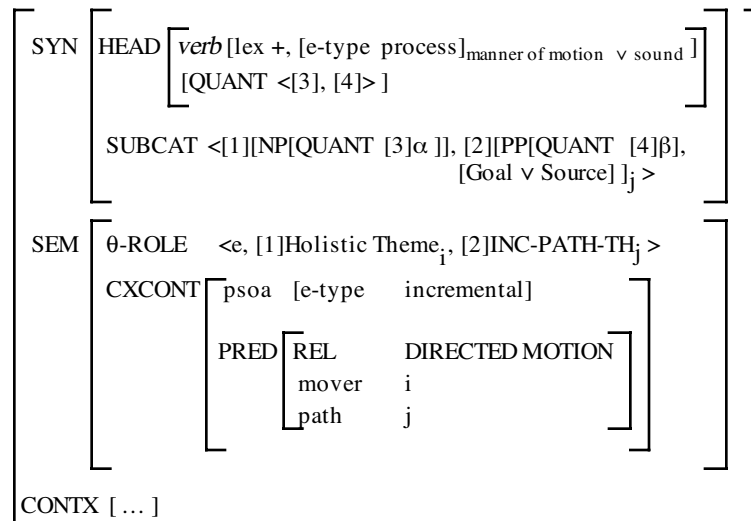 SYN HEAD verb [lex +, [e-type process]manner of motion ∨ sound ]
[QUANT <[3], [4]> ]
SUBCAT <[1][NP[QUANT [3]α ]], [2][PP[QUANT [4]β],
[Goal ∨ Source] ]j >
SEM θ-ROLE <e, [1]Holistic Themei, [2]INC-PATH-THj >
CXCONT psoa [e-type incremental]
PRED REL DIRECTED MOTION
mover i
path j
CONTX [ … ]